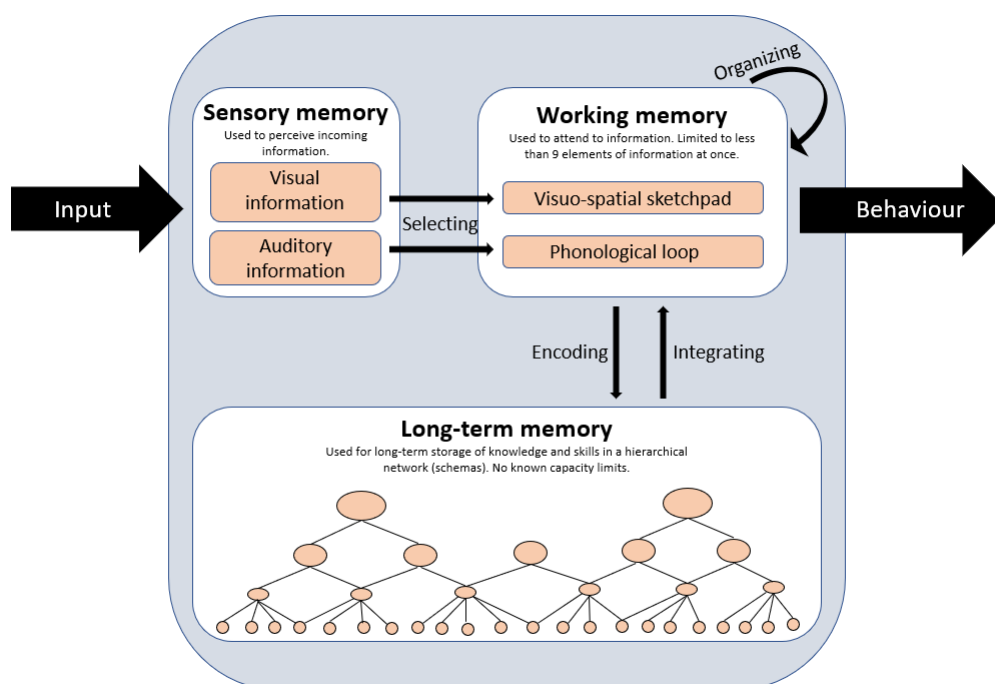 Organizing
Sensory memory
Used to perceive incoming
information.
Visual
information
Auditory
information
Selecting
Working memory
Used to attend to information. Limited to less
than 9 elements of information at once.
Visuo-spatial sketchpad
Phonological loop
Input
Behaviour
Encoding
Integrating
Long-term memory
Used for long-term storage of knowledge and skills in a hierarchical
network (schemas). No known capacity limits.